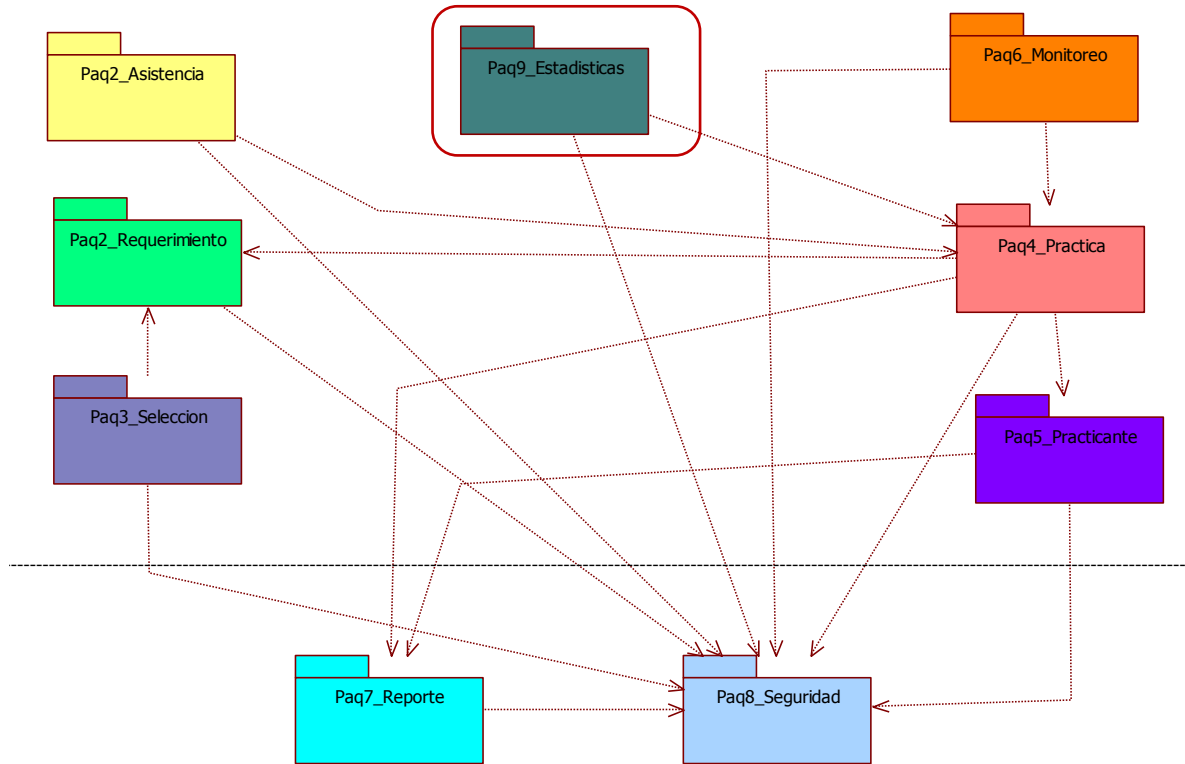 Paq2_Asistencia
Paq9_Estadisticas
Paq6_Monitoreo
Paq2_Requerimiento
Paq4_Practica
Paq3_Seleccion
Paq5_Practicante
Paq7_Reporte
Paq8_Seguridad